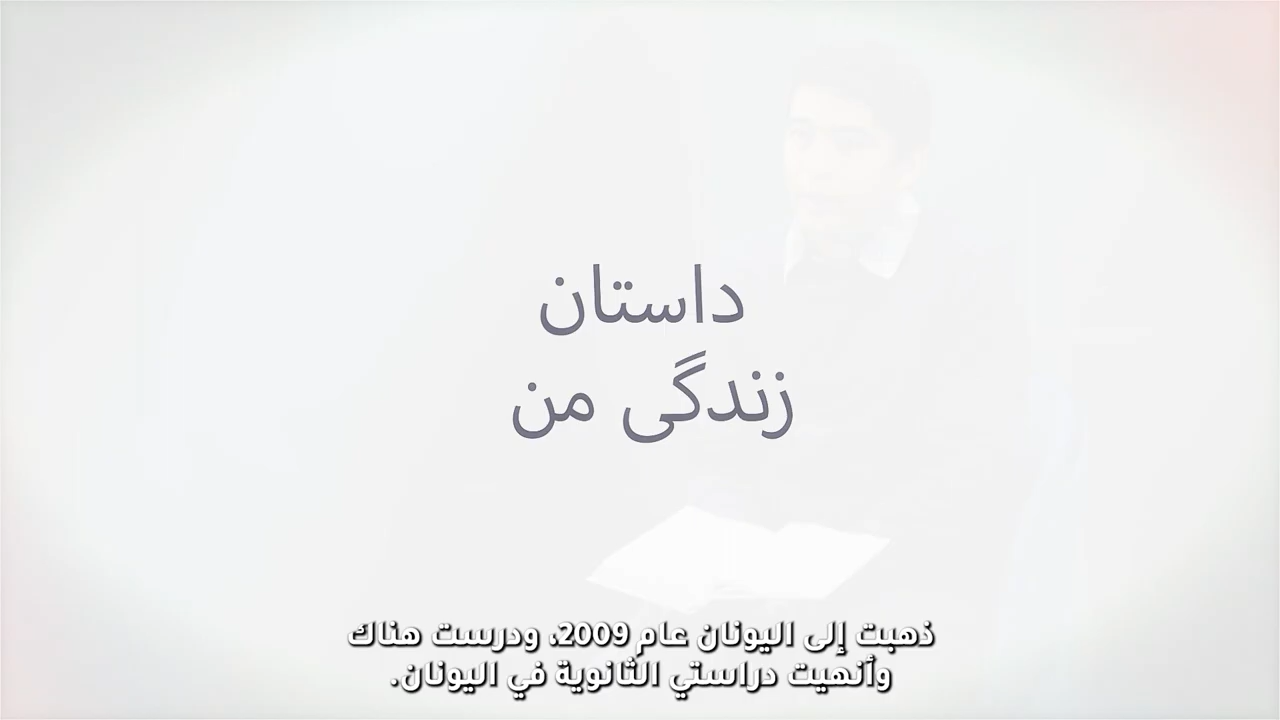 داستان
زندگی من
ذهبت إلى اليونان عام 2009، ودرست هناك
وأنهيت دراستي الثانوية في اليونان.